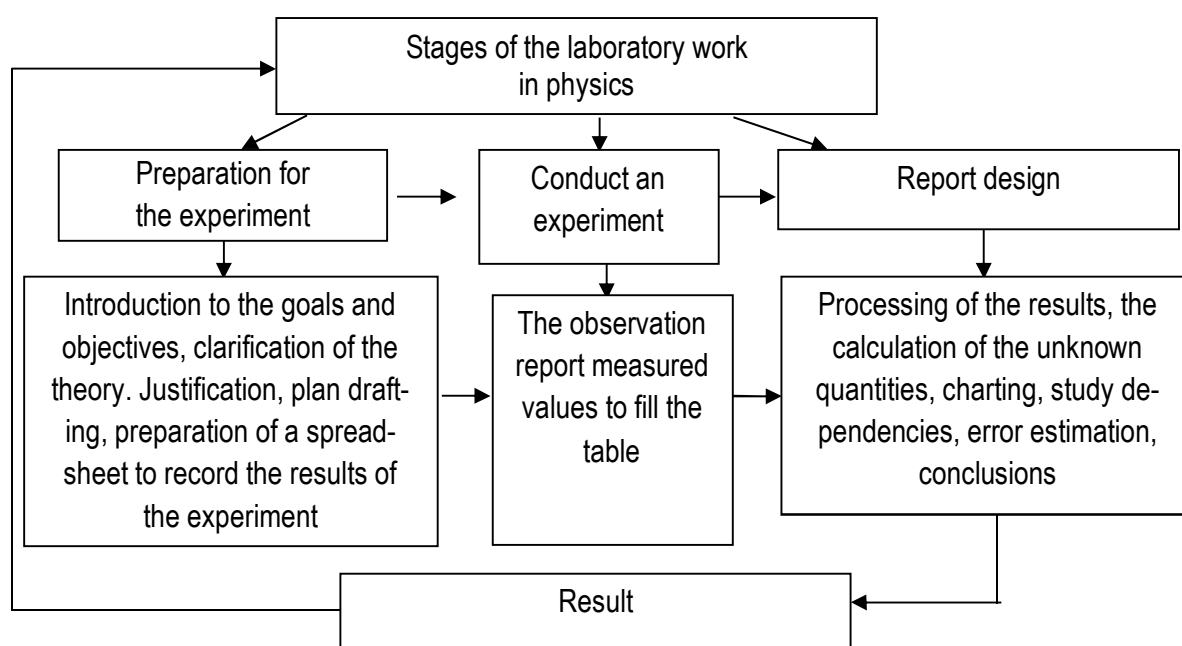 Stages of the laboratory work
in physics
Preparation for
the experiment
Conduct an
experiment
Report design
Introduction to the goals and
objectives, clarification of the
theory. Justification, plan draft-
ing, preparation of a spread-
sheet to record the results of
the experiment
The observation
report measured
values to fill the
table
Processing of the results, the
calculation of the unknown
quantities, charting, study de-
pendencies, error estimation,
conclusions
Result